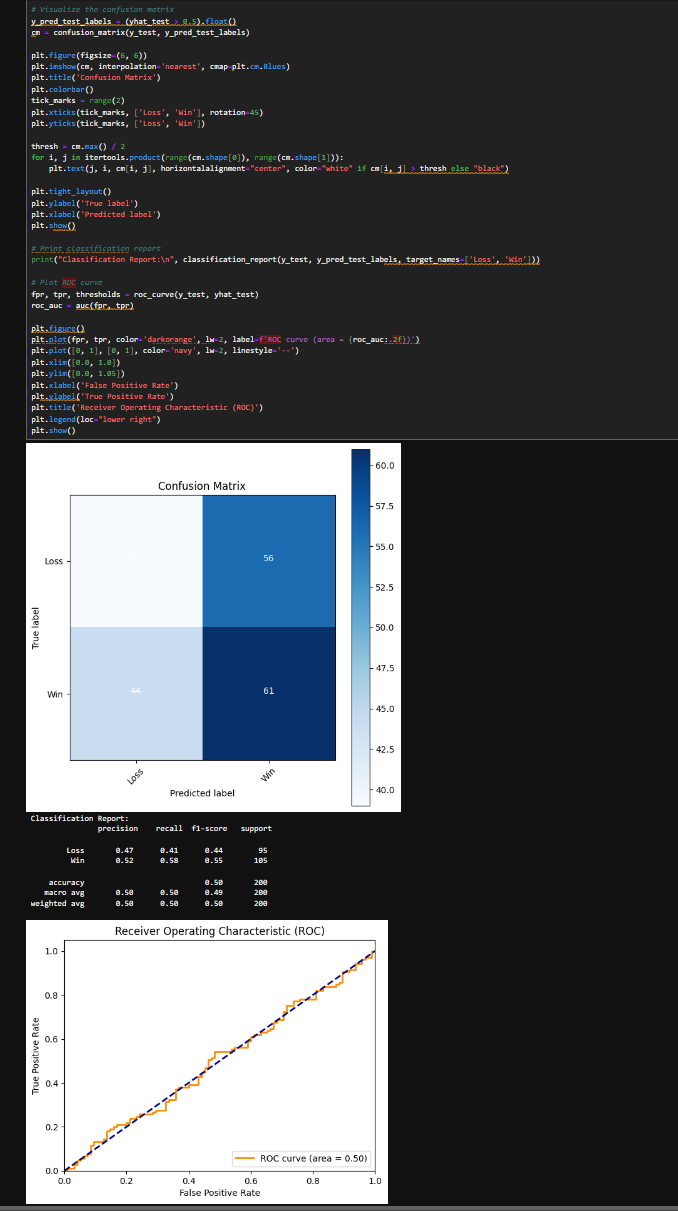 # Visualize the confusion matrix
y_pred_test_labels = (yhat_test > 0.5).float()
cm = confusion_matrix(y_test, y_pred_test_labels)
plt.figure(figsize=(6, 6))
plt.imshow(cm, interpolation='nearest', cmap=plt.cm.Blues)
plt.title('Confusion Matrix')
plt.colorbar()
tick_marks = range(2)
plt.xticks(tick_marks, ['Loss', 'Win'], rotation=45)
plt.yticks(tick_marks, ['Loss', 'Win'])
thresh = cm.max() / 2
for i, j in itertools.product(range(cm.shape[0]), range(cm.shape[1])):
    plt.text(j, i, cm[i, j], horizontalalignment="center", color="white" if cm[i, j] > thresh else "black")
plt.tight_layout()
plt.ylabel('True label')
plt.xlabel('Predicted label')
plt.show()
# Print classification report
print("Classification Report:\n", classification_report(y_test, y_pred_test_labels, target_names=['Loss', 'Win']))
# Plot ROC curve
fpr, tpr, thresholds = roc_curve(y_test, yhat_test)
roc_auc = auc(fpr, tpr)
plt.figure()
plt.plot(fpr, tpr, color='darkorange', lw=2, label=f'ROC curve (area = {roc_auc:.2f})')
plt.plot([0, 1], [0, 1], color='navy', lw=2, linestyle='--')
plt.xlim([0.0, 1.0])
plt.ylim([0.0, 1.05])
plt.xlabel('False Positive Rate')
plt.ylabel('True Positive Rate')
plt.title('Receiver Operating Characteristic (ROC)')
plt.legend(loc="lower right")
plt.show()
Confusion Matrix
Loss
Win
True label
56
44
61
Loss
Win
Predicted label
60.0
57.5
55.0
52.5
50.0
47.5
45.0
42.5
40.0
Classification Report:
precision recall f1-score support
Loss 0.47 0.41 0.44 95
Win 0.52 0.58 0.55 105
accuracy 0.50 200
macro avg 0.50 0.50 0.49 200
weighted avg 0.50 0.50 0.50 200
Receiver Operating Characteristic (ROC)
1.0
0.8
0.6
0.4
0.2
0.0
True Positive Rate
ROC curve (area = 0.50)
0.0 0.2 0.4 0.6 0.8 1.0
False Positive Rate